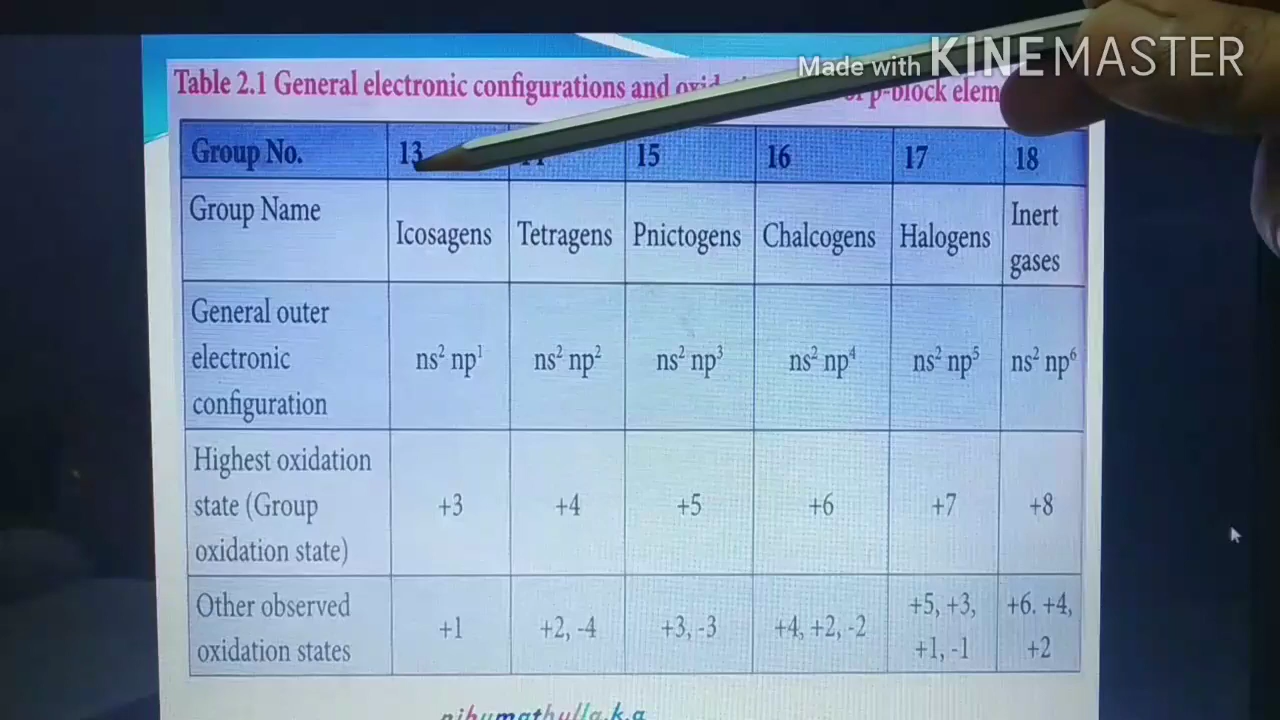 Made with KINEMASTER
Table 2.1 General electronic configurations and of p-block
Group No. 13 15 16 17 18
Group Name Icosagens Tetragens Pnictogens Chalcogens Halogens Inert gases
General outer
electronic
configuration
ns² np¹ ns² np² ns² np³ ns² np⁴ ns² np⁵ ns² np⁶
Highest oxidation
state (Group
oxidation state)
+3 +4 +5 +6 +7 +8
Other observed
oxidation states
+1 +2, -4 +3, -3 +4, +2, -2 +5, +3, +1, -1 +6. +4, +2